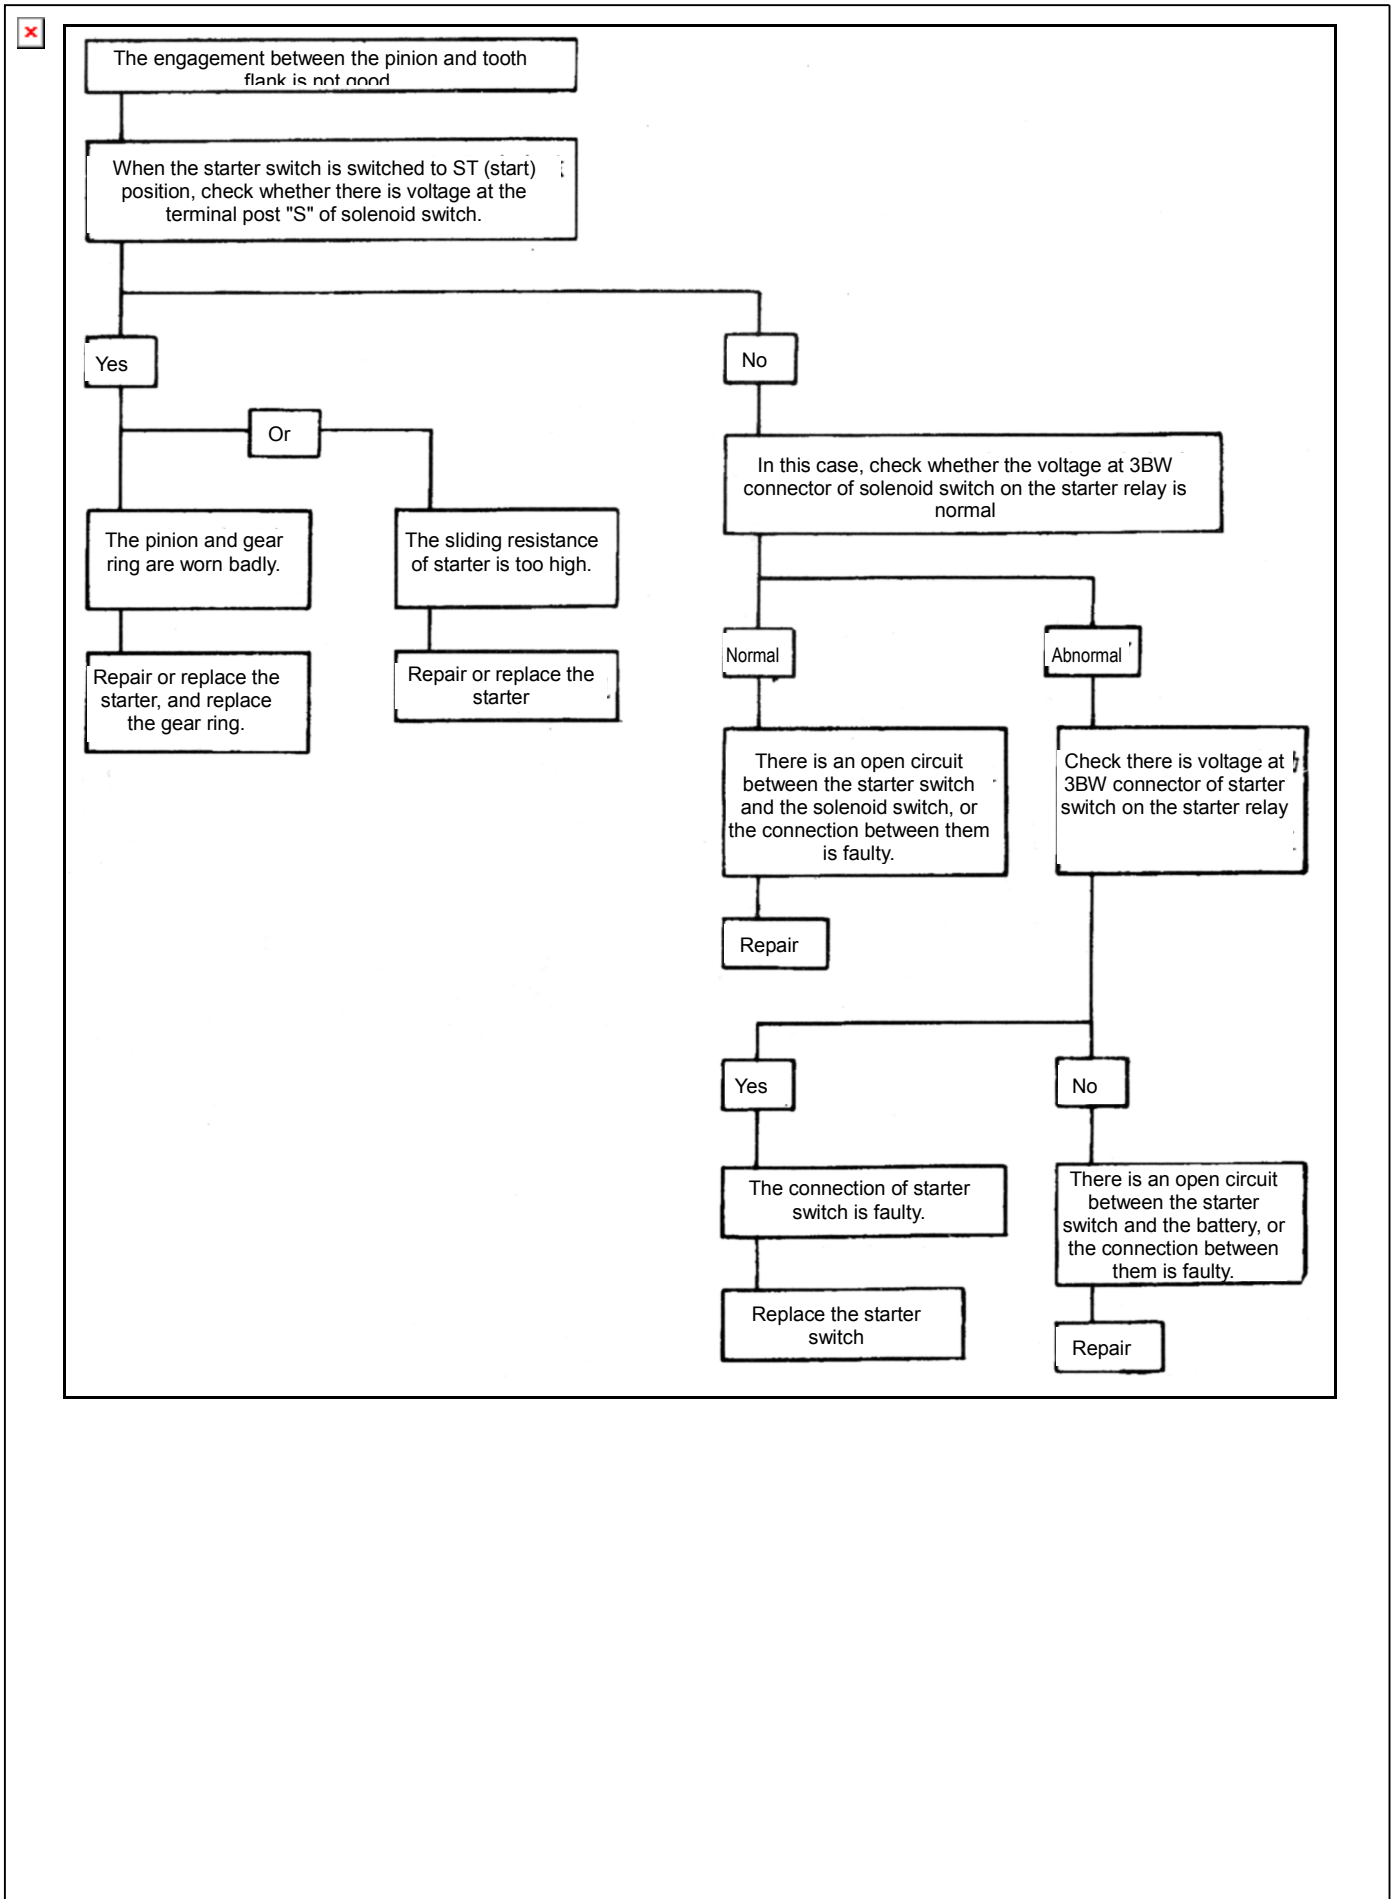 The engagement between the pinion and tooth
flank is not good
When the starter switch is switched to ST (start)
position, check whether there is voltage at the
terminal post "S" of solenoid switch.
Yes
No
Or
In this case, check whether the voltage at 3BW
connector of solenoid switch on the starter relay is
normal
The pinion and gear
ring are worn badly.
The sliding resistance
of starter is too high.
Repair or replace the
starter, and replace
the gear ring.
Repair or replace the
starter
Normal
Abnormal
There is an open circuit
between the starter switch
and the solenoid switch, or
the connection between them
is faulty.
Check there is voltage at
3BW connector of starter
switch on the starter relay
Repair
Yes
No
The connection of starter
switch is faulty.
There is an open circuit
between the starter
switch and the battery, or
the connection between
them is faulty.
Replace the starter
switch
Repair